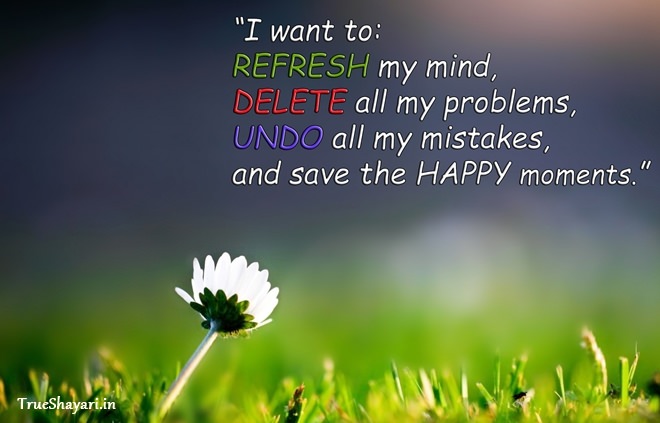 “I want to:
REFRESH my mind,
DELETE all my problems,
UNDO all my mistakes,
and save the HAPPY moments.”
TrueShayari.in